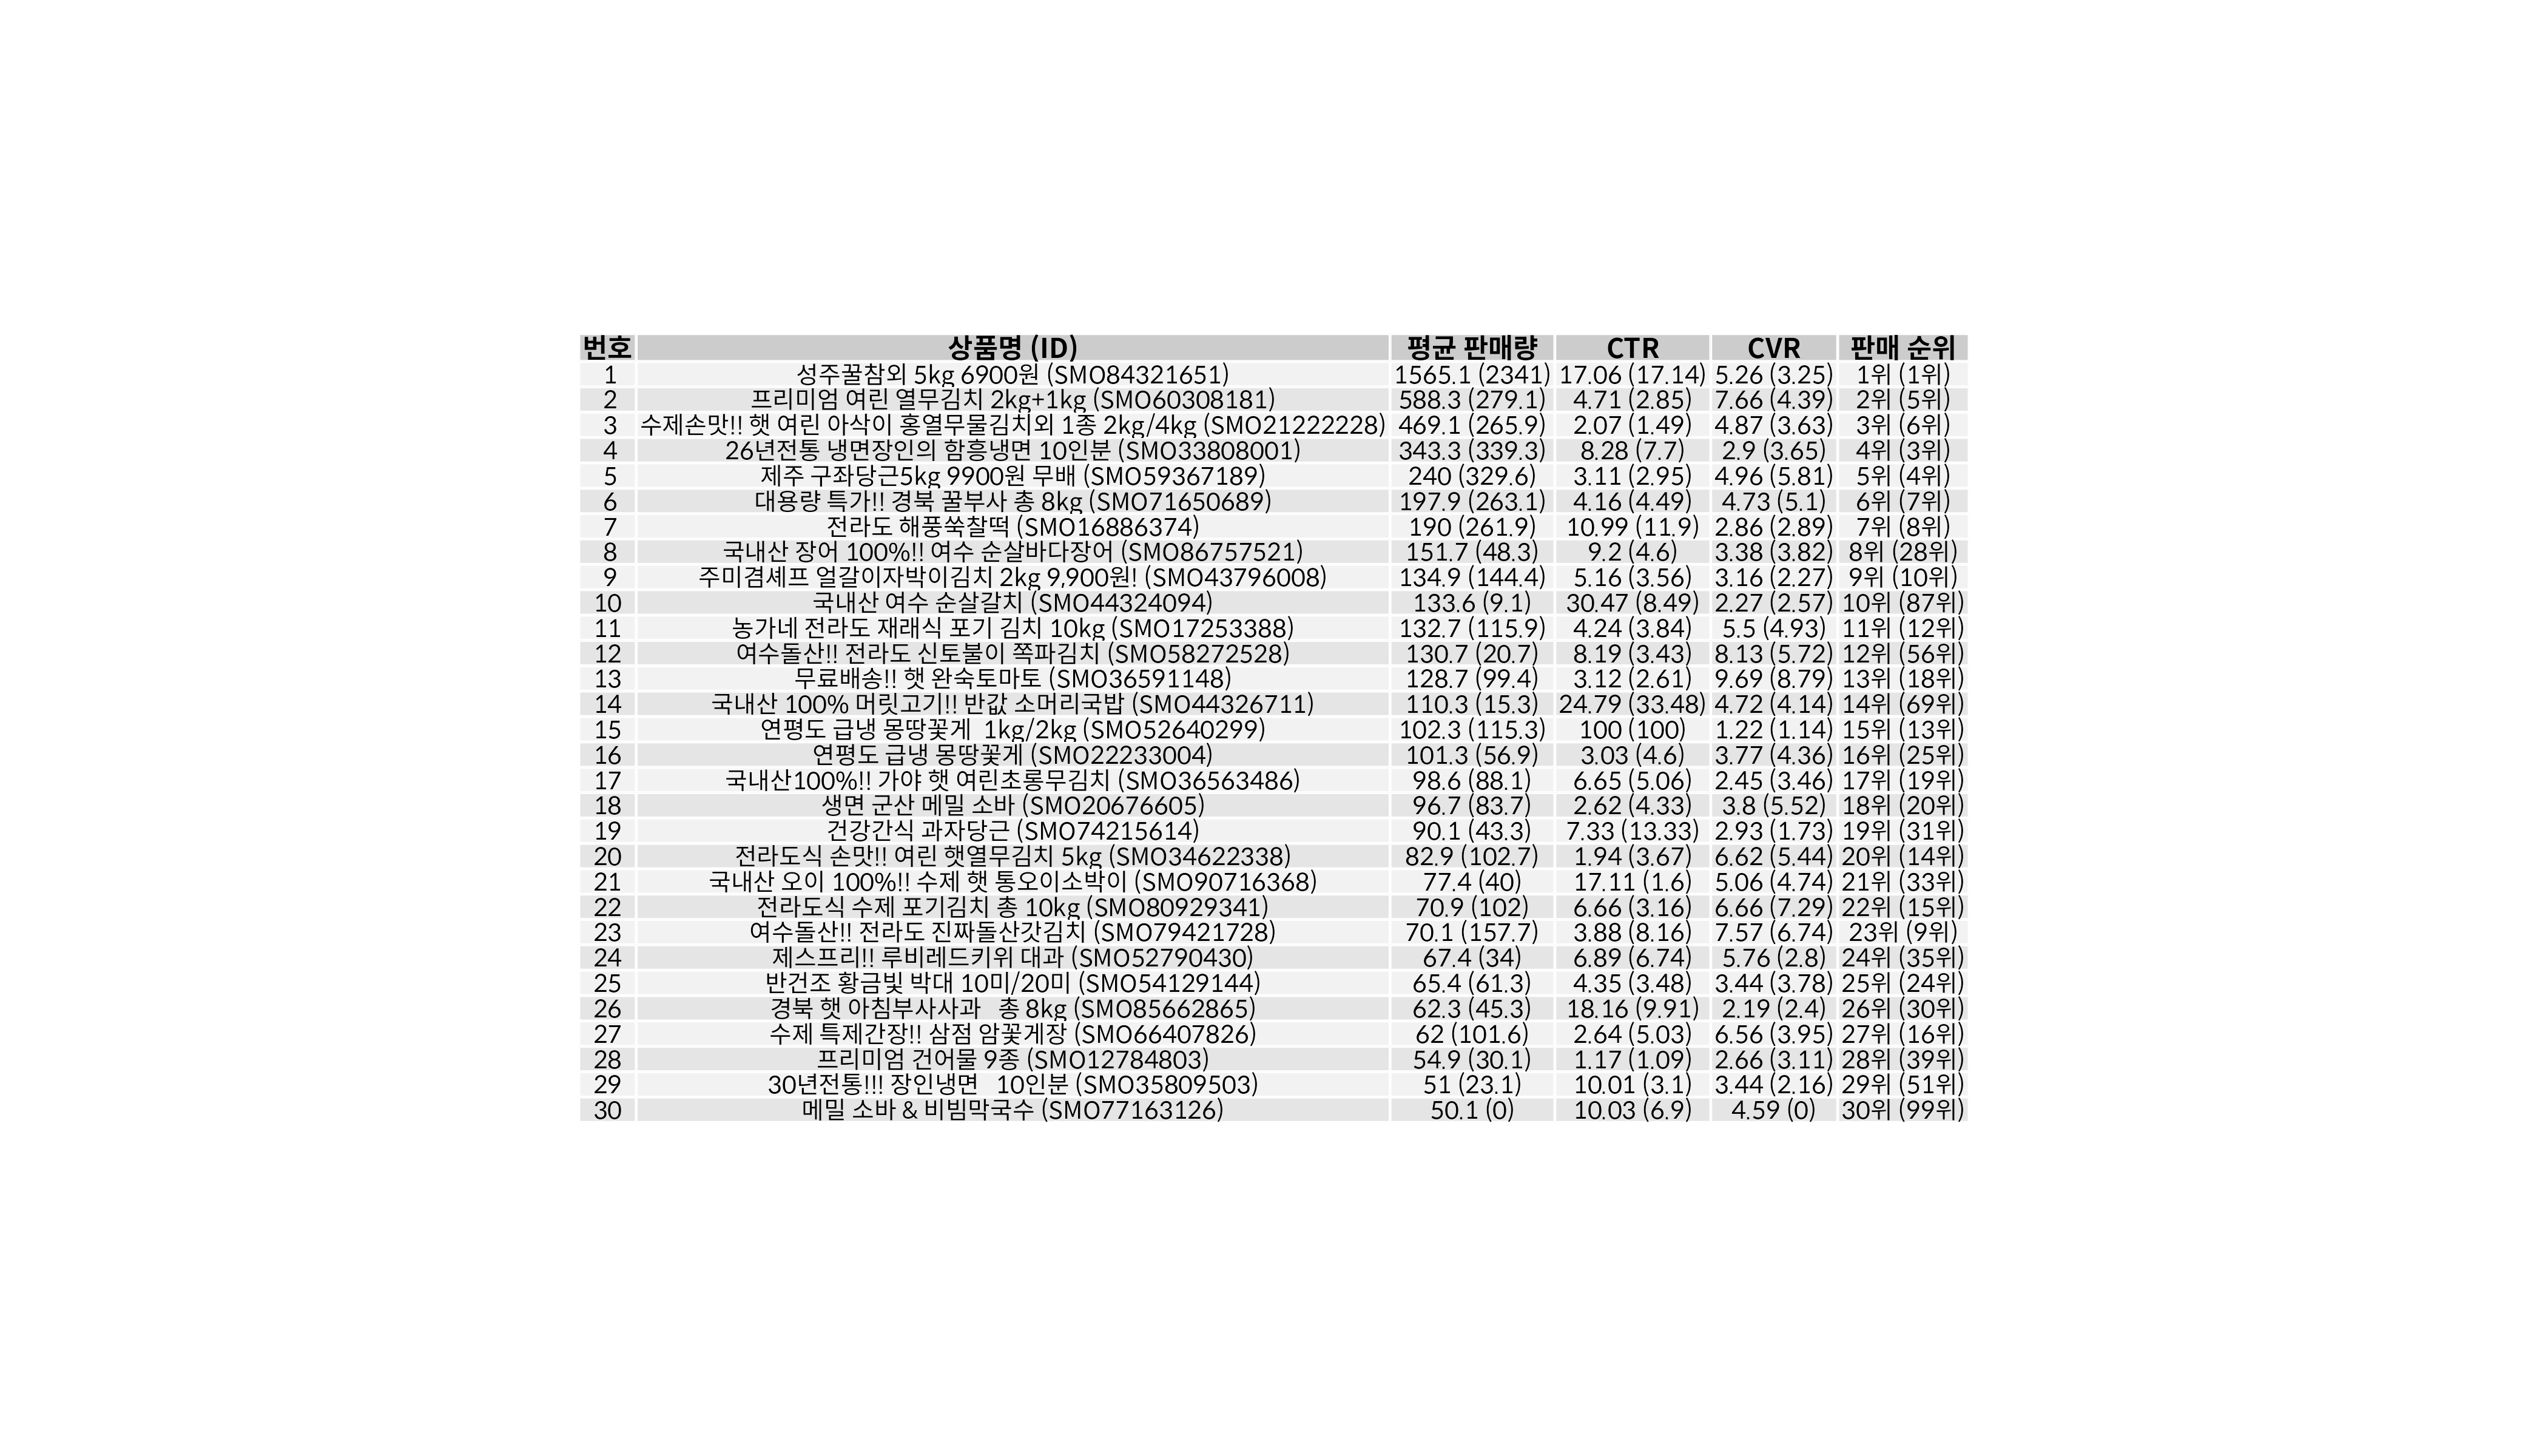 번호 상품명 (ID) 평균 판매량 CTR CVR 판매 순위
1 성주꿀참외 5kg 6900원 (SMO84321651) 1565.1 (2341) 17.06 (17.14) 5.26 (3.25) 1위 (1위)
2 프리미엄 여린 열무김치 2kg+1kg (SMO60308181) 588.3 (279.1) 4.71 (2.85) 7.66 (4.39) 2위 (5위)
3 수제손맛!! 햇 여린 아삭이 홍열무물김치외 1종 2kg/4kg (SMO21222228) 469.1 (265.9) 2.07 (1.49) 4.87 (3.63) 3위 (6위)
4 26년전통 냉면장인의 함흥냉면 10인분 (SMO33808001) 343.3 (339.3) 8.28 (7.7) 2.9 (3.65) 4위 (3위)
5 제주 구좌당근5kg 9900원 무배 (SMO59367189) 240 (329.6) 3.11 (2.95) 4.96 (5.81) 5위 (4위)
6 대용량 특가!! 경북 꿀부사 총 8kg (SMO71650689) 197.9 (263.1) 4.16 (4.49) 4.73 (5.1) 6위 (7위)
7 전라도 해풍쑥찰떡 (SMO16886374) 190 (261.9) 10.99 (11.9) 2.86 (2.89) 7위 (8위)
8 국내산 장어 100%!! 여수 순살바다장어 (SMO86757521) 151.7 (48.3) 9.2 (4.6) 3.38 (3.82) 8위 (28위)
9 주미겸셰프 얼갈이자박이김치 2kg 9,900원! (SMO43796008) 134.9 (144.4) 5.16 (3.56) 3.16 (2.27) 9위 (10위)
10 국내산 여수 순살갈치 (SMO44324094) 133.6 (9.1) 30.47 (8.49) 2.27 (2.57) 10위 (87위)
11 농가네 전라도 재래식 포기 김치 10kg (SMO17253388) 132.7 (115.9) 4.24 (3.84) 5.5 (4.93) 11위 (12위)
12 여수돌산!! 전라도 신토불이 쪽파김치 (SMO58272528) 130.7 (20.7) 8.19 (3.43) 8.13 (5.72) 12위 (56위)
13 무료배송!! 햇 완숙토마토 (SMO36591148) 128.7 (99.4) 3.12 (2.61) 9.69 (8.79) 13위 (18위)
14 국내산 100% 머릿고기!! 반값 소머리국밥 (SMO44326711) 110.3 (15.3) 24.79 (33.48) 4.72 (4.14) 14위 (69위)
15 연평도 급냉 몽땅꽃게  1kg/2kg (SMO52640299) 102.3 (115.3) 100 (100) 1.22 (1.14) 15위 (13위)
16 연평도 급냉 몽땅꽃게 (SMO22233004) 101.3 (56.9) 3.03 (4.6) 3.77 (4.36) 16위 (25위)
17 국내산100%!! 가야 햇 여린초롱무김치 (SMO36563486) 98.6 (88.1) 6.65 (5.06) 2.45 (3.46) 17위 (19위)
18 생면 군산 메밀 소바 (SMO20676605) 96.7 (83.7) 2.62 (4.33) 3.8 (5.52) 18위 (20위)
19 건강간식 과자당근 (SMO74215614) 90.1 (43.3) 7.33 (13.33) 2.93 (1.73) 19위 (31위)
20 전라도식 손맛!! 여린 햇열무김치 5kg (SMO34622338) 82.9 (102.7) 1.94 (3.67) 6.62 (5.44) 20위 (14위)
21 국내산 오이 100%!! 수제 햇 통오이소박이 (SMO90716368) 77.4 (40) 17.11 (1.6) 5.06 (4.74) 21위 (33위)
22 전라도식 수제 포기김치 총 10kg (SMO80929341) 70.9 (102) 6.66 (3.16) 6.66 (7.29) 22위 (15위)
23 여수돌산!! 전라도 진짜돌산갓김치 (SMO79421728) 70.1 (157.7) 3.88 (8.16) 7.57 (6.74) 23위 (9위)
24 제스프리!! 루비레드키위 대과 (SMO52790430) 67.4 (34) 6.89 (6.74) 5.76 (2.8) 24위 (35위)
25 반건조 황금빛 박대 10미/20미 (SMO54129144) 65.4 (61.3) 4.35 (3.48) 3.44 (3.78) 25위 (24위)
26 경북 햇 아침부사사과   총 8kg (SMO85662865) 62.3 (45.3) 18.16 (9.91) 2.19 (2.4) 26위 (30위)
27 수제 특제간장!! 삼점 암꽃게장 (SMO66407826) 62 (101.6) 2.64 (5.03) 6.56 (3.95) 27위 (16위)
28 프리미엄 건어물 9종 (SMO12784803) 54.9 (30.1) 1.17 (1.09) 2.66 (3.11) 28위 (39위)
29 30년전통!!! 장인냉면   10인분 (SMO35809503) 51 (23.1) 10.01 (3.1) 3.44 (2.16) 29위 (51위)
30 메밀 소바 & 비빔막국수 (SMO77163126) 50.1 (0) 10.03 (6.9) 4.59 (0) 30위 (99위)